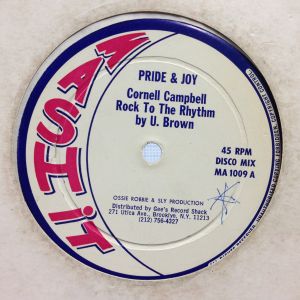 MASH IT
PRIDE & JOY
Cornell Campbell
Rock To The Rhythm
by U. Brown
45 RPM
DISCO MIX
MA 1009 A
OSSIE ROBBIE & SLY PRODUCTION
Distributed by Gee's Record Shack
271 Utica Ave., Brooklyn, N.Y. 11213
(212) 756-4327